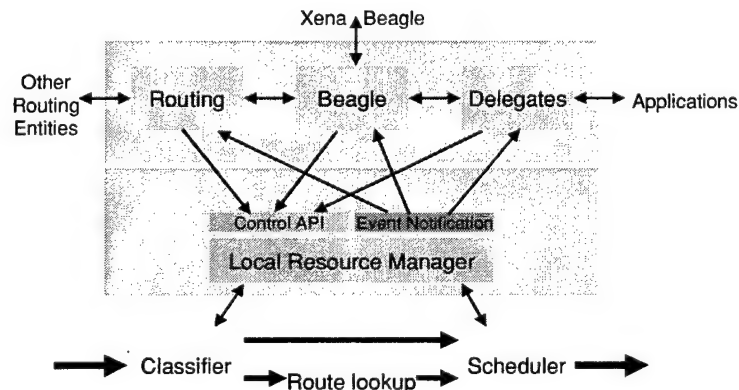 Xena Beagle
Other
Routing
Entities
Routing
Beagle
Delegates
Applications
Control API
Event Notification
Local Resource Manager
Classifier
Route lookup
Scheduler